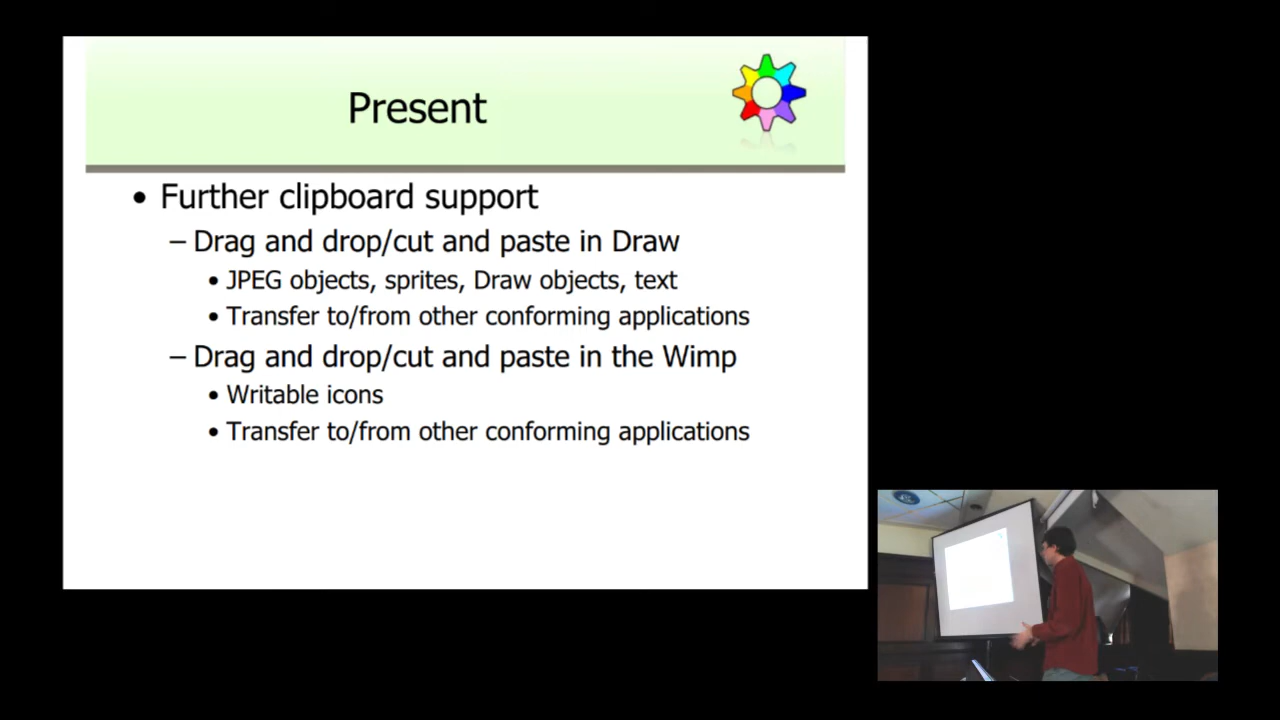 Present
• Further clipboard support
– Drag and drop/cut and paste in Draw
• JPEG objects, sprites, Draw objects, text
• Transfer to/from other conforming applications
– Drag and drop/cut and paste in the Wimp
• Writable icons
• Transfer to/from other conforming applications